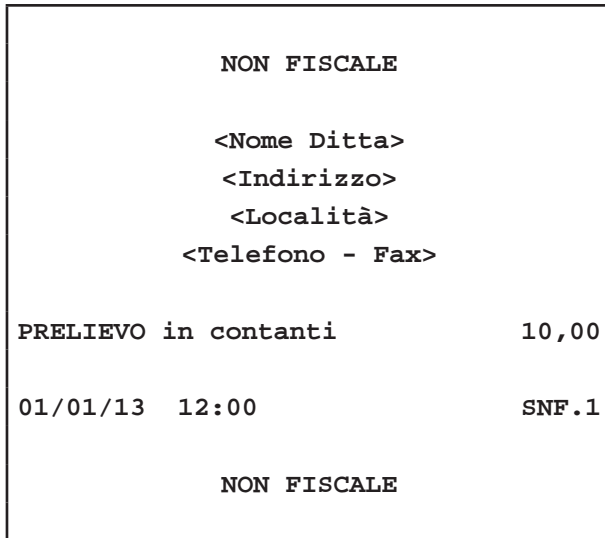 NON FISCALE
<Nome Ditta>
<Indirizzo>
<Località>
<Telefono - Fax>
PRELIEVO in contanti 10,00
01/01/13 12:00 SNF.1
NON FISCALE